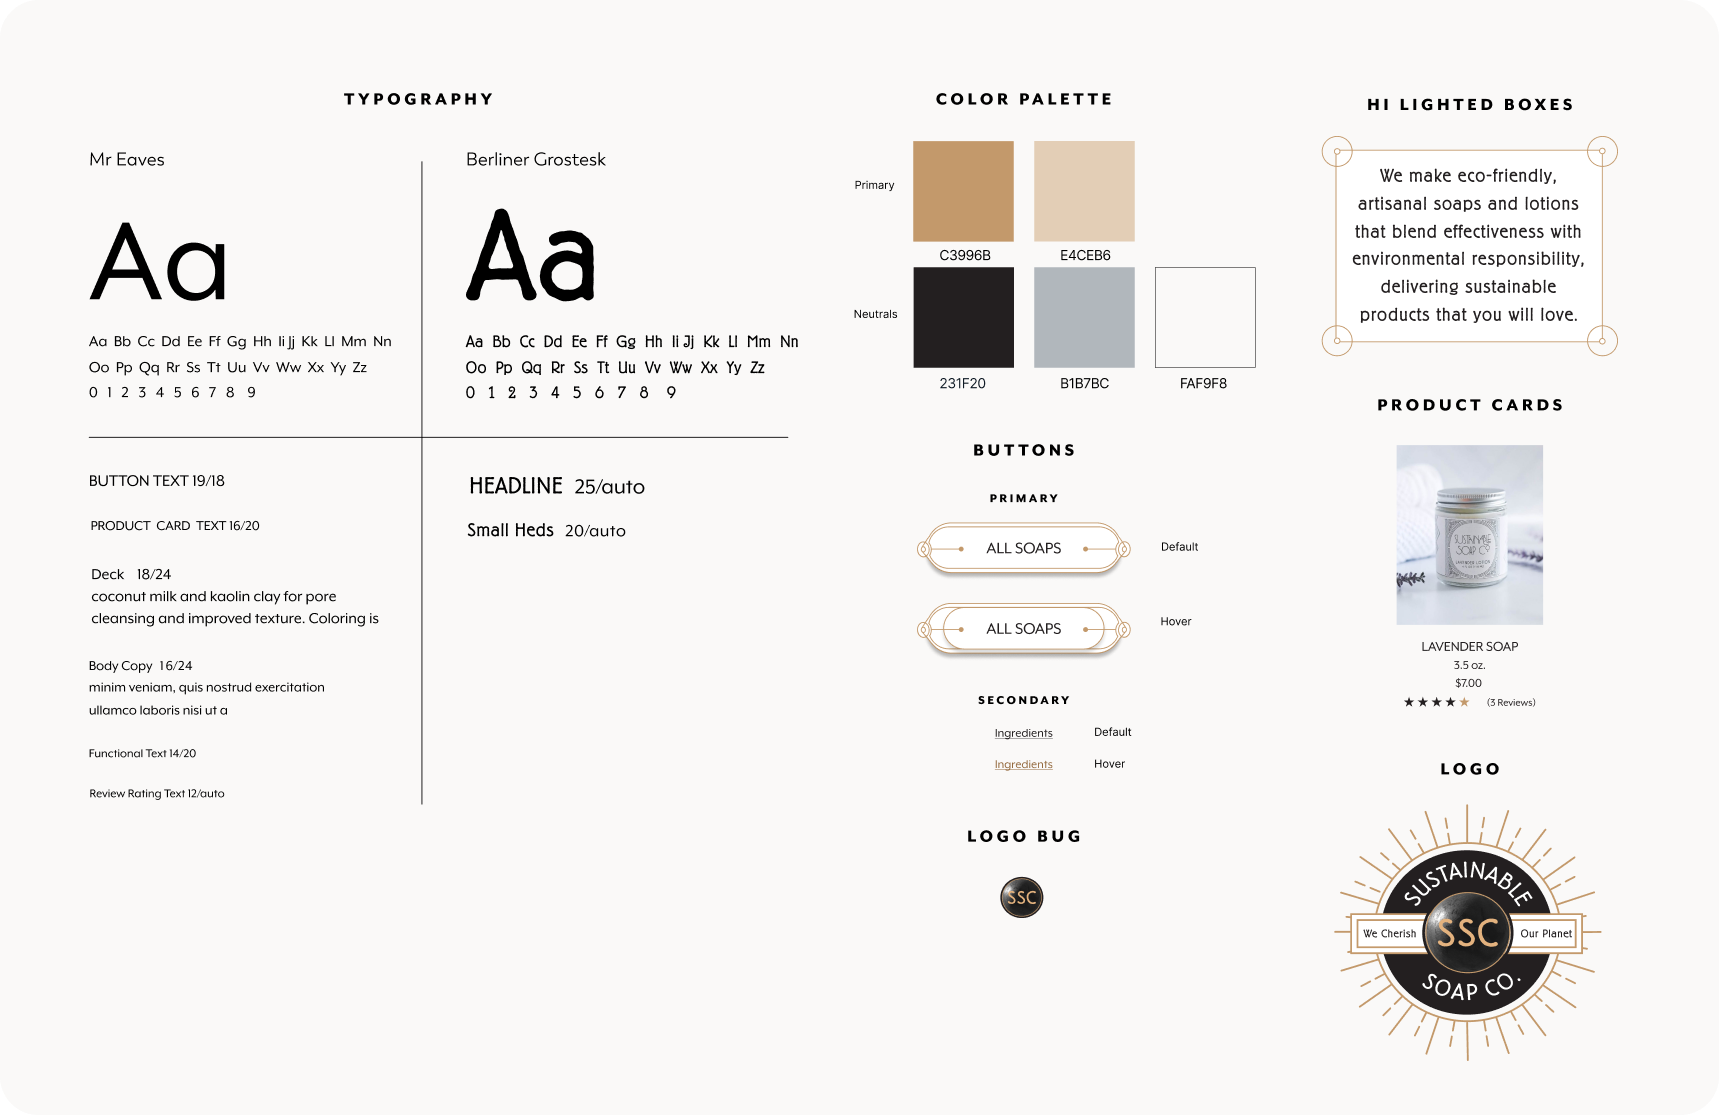 TYPOGRAPHY
Mr Eaves
Aa
Aa Bb Cc Dd Ee Ff Gg Hh Ii Jj Kk Ll Mm Nn
Oo Pp Qq Rr Ss Tt Uu Vv Ww Xx Yy Zz
0 1 2 3 4 5 6 7 8 9
Berliner Grostesk
Aa
Aa Bb Cc Dd Ee Ff Gg Hh Ii Jj Kk Ll Mm Nn
Oo Pp Qq Rr Ss Tt Uu Vv Ww Xx Yy Zz
0 1 2 3 4 5 6 7 8 9
BUTTON TEXT 19/18
PRODUCT CARD TEXT 16/20
Deck 18/24
coconut milk and kaolin clay for pore
cleansing and improved texture. Coloring is
Body Copy 16/24
minim veniam, quis nostrud exercitation
ullamco laboris nisi ut a
Functional Text 14/20
Review Rating Text 12/auto
HEADLINE 25/auto
Small Heds 20/auto
COLOR PALETTE
Primary
C3996B
E4CEB6
Neutrals
231F20
B1B7BC
FAF9F8
BUTTONS
PRIMARY
ALL SOAPS
Default
ALL SOAPS
Hover
SECONDARY
Ingredients
Default
Ingredients
Hover
LOGO BUG
SSC
HI LIGHTED BOXES
We make eco-friendly,
artisanal soaps and lotions
that blend effectiveness with
environmental responsibility,
delivering sustainable
products that you will love.
PRODUCT CARDS
SUSTAINABLE
SOAP CO
LAVENDER SOAP
3.5 oz.
$7.00
★★★★★ (3 Reviews)
LOGO
SUSTAINABLE
We Cherish
SSC
Our Planet
SOAP CO.